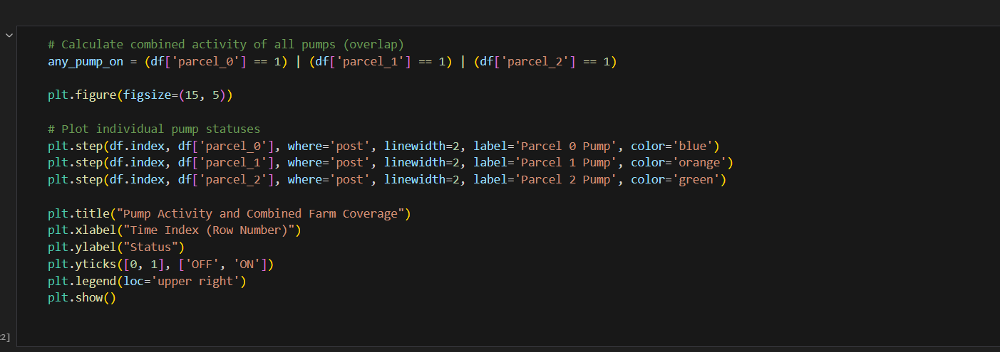 # Calculate combined activity of all pumps (overlap)
any_pump_on = (df['parcel_0'] == 1) | (df['parcel_1'] == 1) | (df['parcel_2'] == 1)
plt.figure(figsize=(15, 5))
# Plot individual pump statuses
plt.step(df.index, df['parcel_0'], where='post', linewidth=2, label='Parcel 0 Pump', color='blue')
plt.step(df.index, df['parcel_1'], where='post', linewidth=2, label='Parcel 1 Pump', color='orange')
plt.step(df.index, df['parcel_2'], where='post', linewidth=2, label='Parcel 2 Pump', color='green')
plt.title("Pump Activity and Combined Farm Coverage")
plt.xlabel("Time Index (Row Number)")
plt.ylabel("Status")
plt.yticks([0, 1], ['OFF', 'ON'])
plt.legend(loc='upper right')
plt.show()
2]